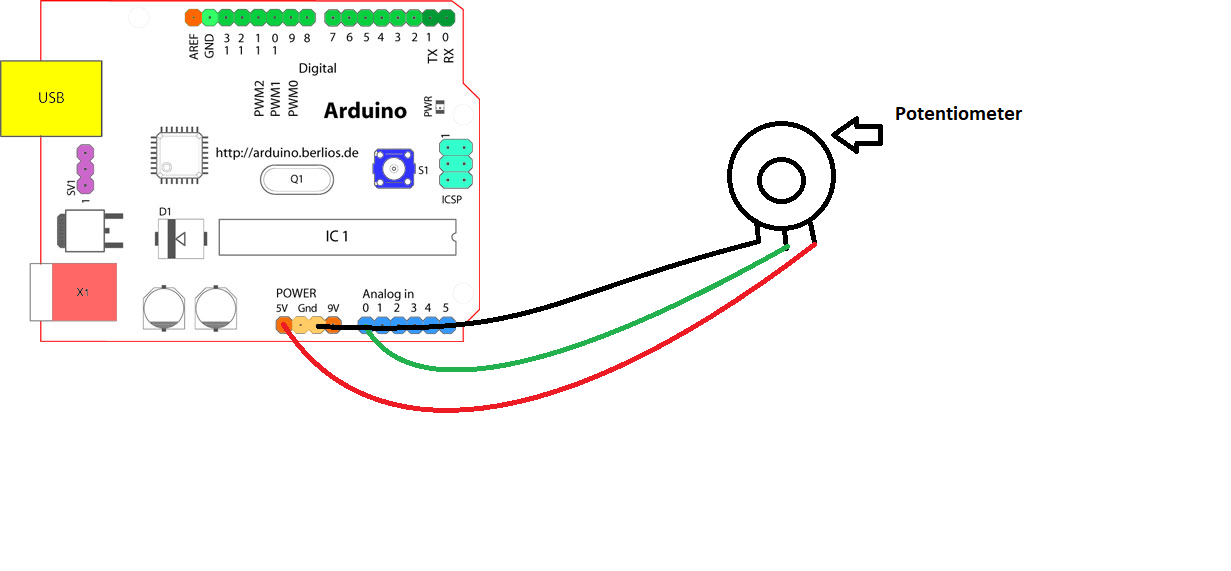 AREF
GND
13
12
11
10
9 8
7 6 5 4 3 2 1 0
TX
RX
Digital
PWM2
PWM1
PWM0
Arduino
PWR
Potentiometer
USB
http://arduino.berlios.de
1
SV1
1
Q1
S1
ICSP
D1
IC 1
X1
POWER
5V Gnd 9V
Analog in
0 1 2 3 4 5